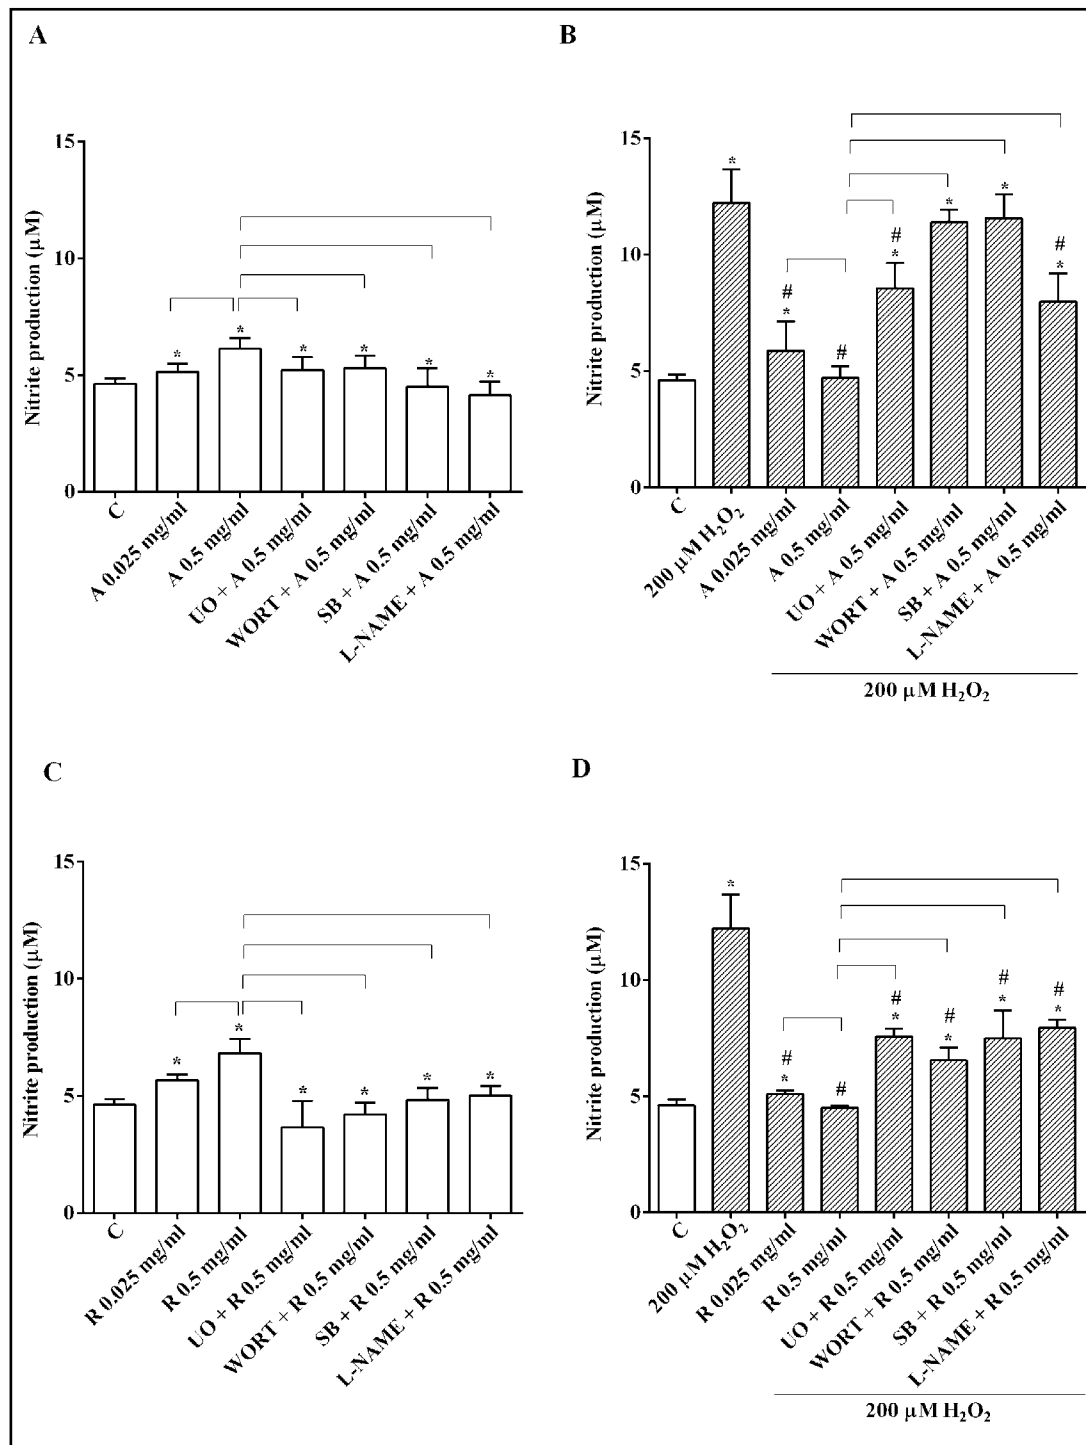 A
Nitrite production (µM)
15
10
5
0
*
*
*
*
*
*
C
A 0.025 mg/ml
A 0.5 mg/ml
UO + A 0.5 mg/ml
WORT + A 0.5 mg/ml
SB + A 0.5 mg/ml
L-NAME + A 0.5 mg/ml
B
Nitrite production (µM)
15
10
5
0
*
#
*
#
#
*
*
*
#
*
C
200 µM H₂O₂
A 0.025 mg/ml
A 0.5 mg/ml
UO + A 0.5 mg/ml
WORT + A 0.5 mg/ml
SB + A 0.5 mg/ml
L-NAME + A 0.5 mg/ml
200 µM H₂O₂
C
Nitrite production (µM)
15
10
5
0
*
*
*
*
*
*
C
R 0.025 mg/ml
R 0.5 mg/ml
UO + R 0.5 mg/ml
WORT + R 0.5 mg/ml
SB + R 0.5 mg/ml
L-NAME + R 0.5 mg/ml
D
Nitrite production (µM)
15
10
5
0
*
#
*
#
#
*
#
*
#
*
#
*
C
200 µM H₂O₂
R 0.025 mg/ml
R 0.5 mg/ml
UO + R 0.5 mg/ml
WORT + R 0.5 mg/ml
SB + R 0.5 mg/ml
L-NAME + R 0.5 mg/ml
200 µM H₂O₂